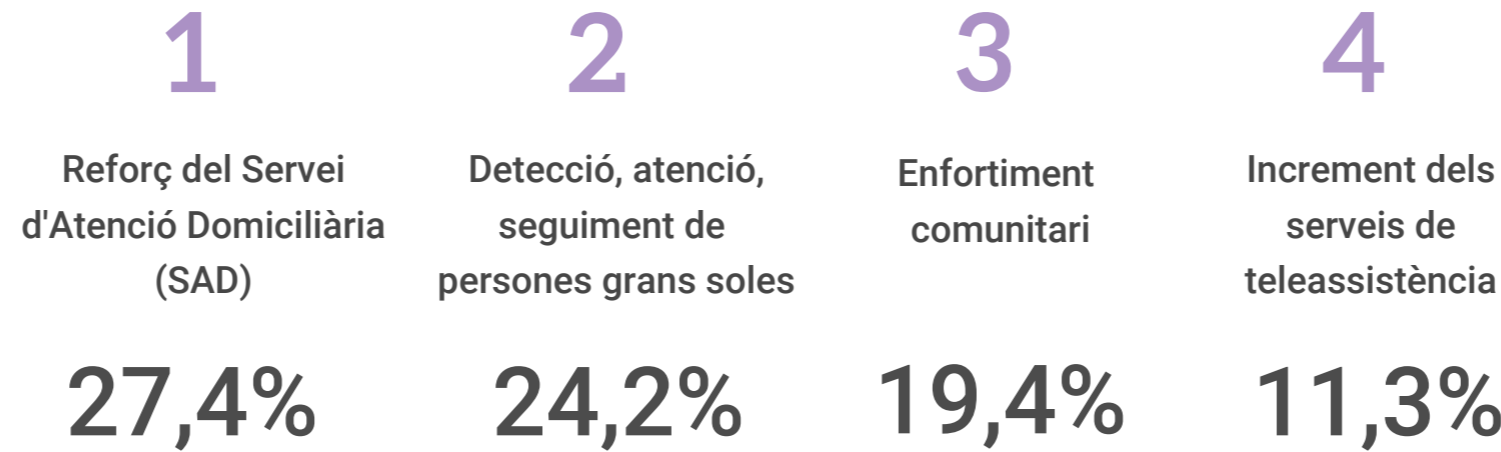 1
Reforç del Servei
d'Atenció Domiciliària
(SAD)
27,4%
2
Detecció, atenció,
seguiment de
persones grans soles
24,2%
3
Enfortiment
comunitari
19,4%
4
Increment dels
serveis de
teleassistència
11,3%